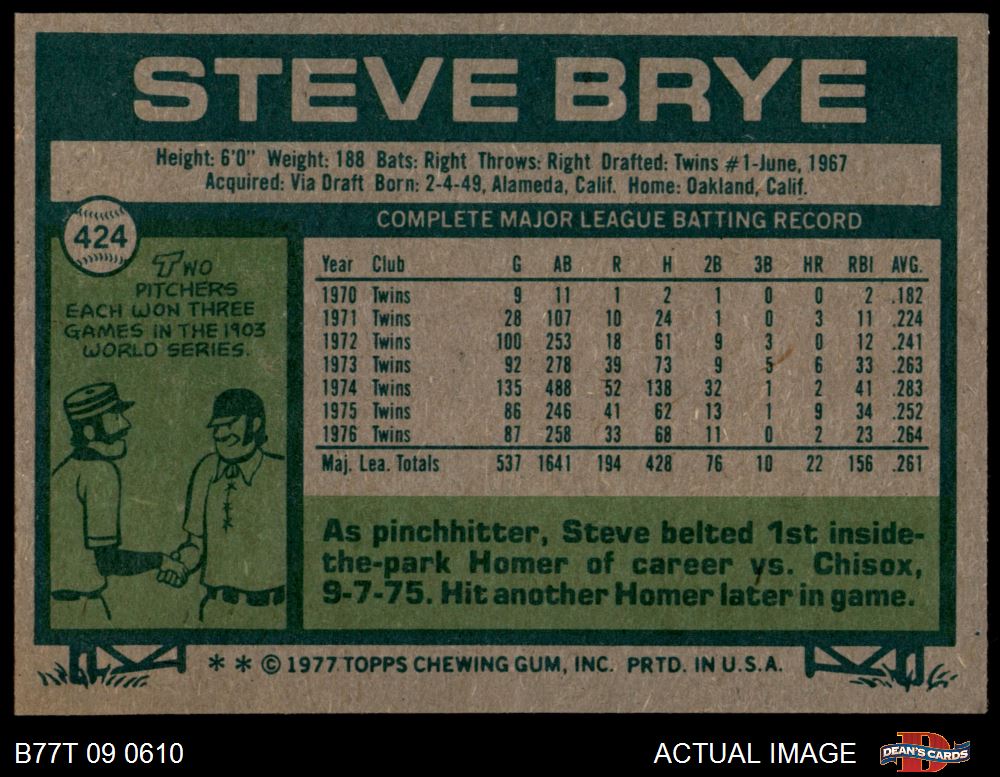 STEVE BRYE
Height: 6'0" Weight: 188 Bats: Right Throws: Right Drafted: Twins #1-June, 1967
Acquired: Via Draft Born: 2-4-49, Alameda, Calif. Home: Oakland, Calif.
424
TWO
PITCHERS
EACH WON THREE
GAMES IN THE 1903
WORLD SERIES.
COMPLETE MAJOR LEAGUE BATTING RECORD
Year Club G AB R H 2B 3B HR RBI AVG.
1970 Twins 9 11 1 2 1 0 0 2 .182
1971 Twins 28 107 10 24 1 0 3 11 .224
1972 Twins 100 253 18 61 9 3 0 12 .241
1973 Twins 92 278 39 73 9 5 6 33 .263
1974 Twins 135 488 52 138 32 1 2 41 .283
1975 Twins 86 246 41 62 13 1 9 34 .252
1976 Twins 87 258 33 68 11 0 2 23 .264
Maj. Lea. Totals 537 1641 194 428 76 10 22 156 .261
As pinchhitter, Steve belted 1st inside-
the-park Homer of career vs. Chisox,
9-7-75. Hit another Homer later in game.
* * © 1977 TOPPS CHEWING GUM, INC. PRTD. IN U.S.A.
B77T 09 0610
ACTUAL IMAGE
D
DEAN'S CARDS